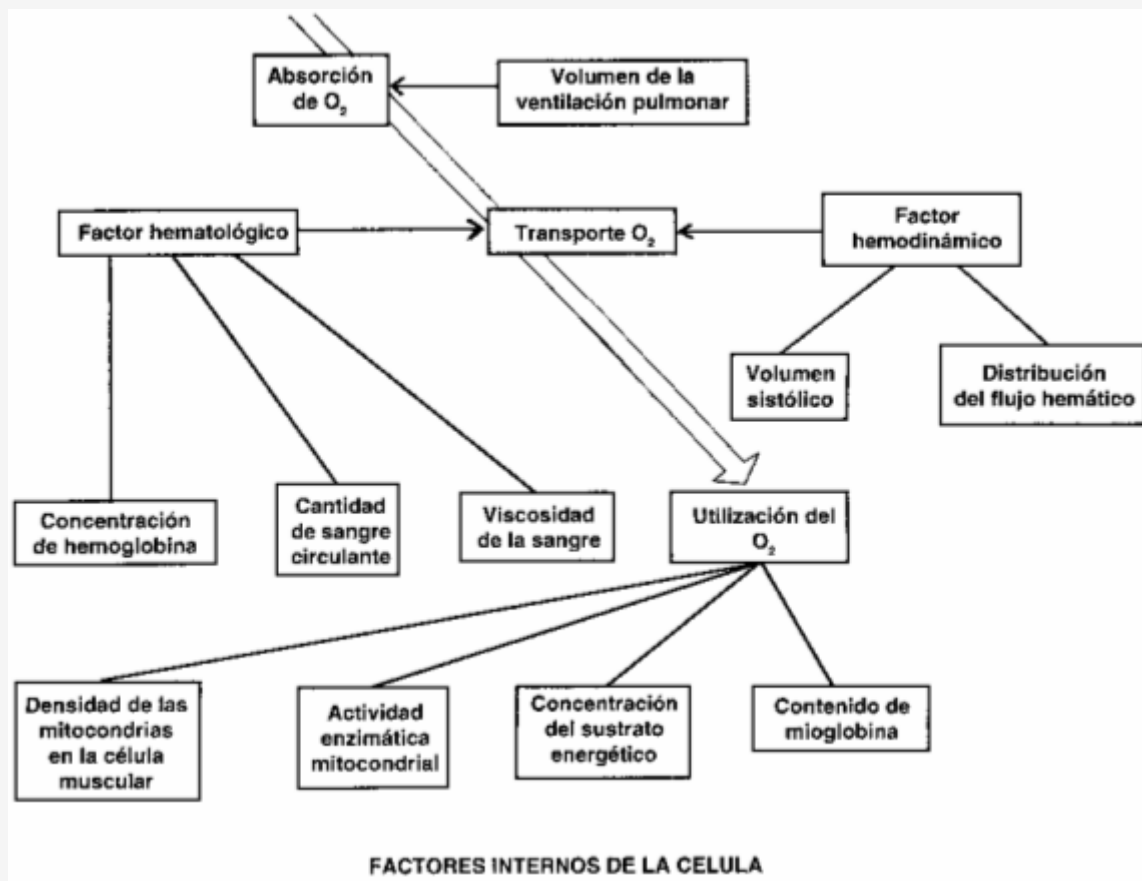 Absorción
de O₂
Volumen de la
ventilación pulmonar
Factor hematológico
Transporte O₂
Factor
hemodinámico
Volumen
sistólico
Distribución
del flujo hemático
Concentración
de hemoglobina
Cantidad
de sangre
circulante
Viscosidad
de la sangre
Utilización del
O₂
Densidad de las
mitocondrias
en la célula
muscular
Actividad
enzimática
mitocondrial
Concentración
del sustrato
energético
Contenido de
mioglobina
FACTORES INTERNOS DE LA CELULA